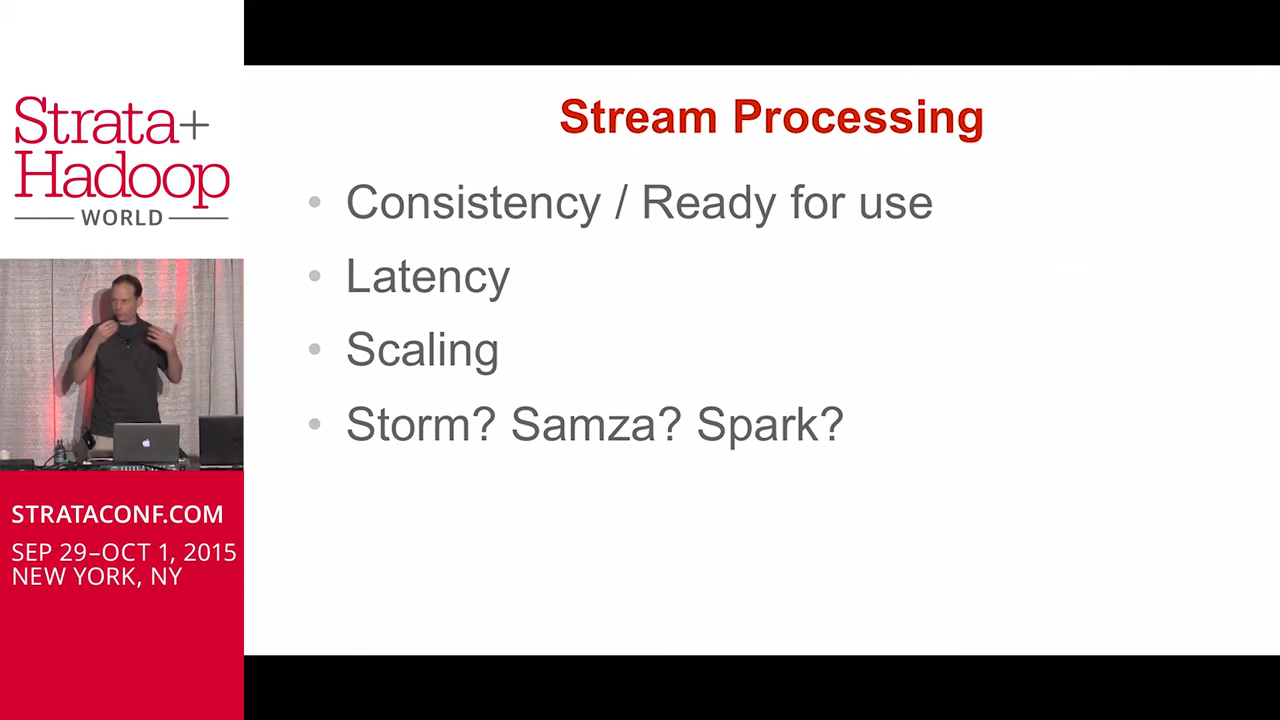 Strata+
Hadoop
WORLD
STRATACONF.COM
SEP 29–OCT 1, 2015
NEW YORK, NY
Stream Processing
• Consistency / Ready for use
• Latency
• Scaling
• Storm? Samza? Spark?